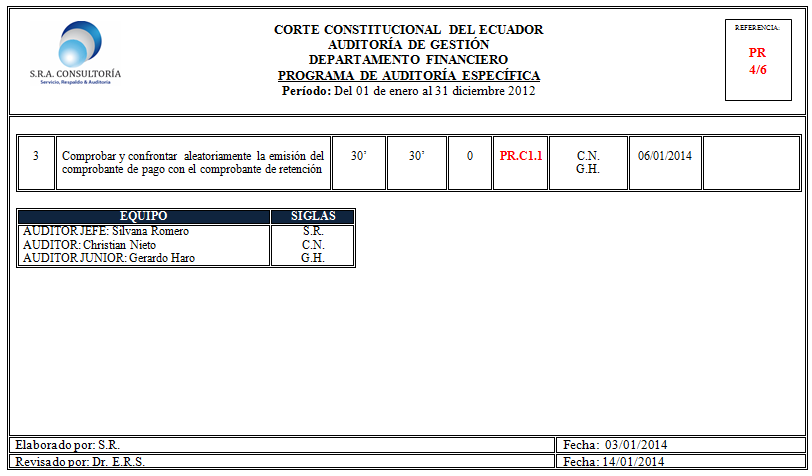 CORTE CONSTITUCIONAL DEL ECUADOR
AUDITORÍA DE GESTIÓN
DEPARTAMENTO FINANCIERO
PROGRAMA DE AUDITORÍA ESPECÍFICA
Período: Del 01 de enero al 31 diciembre 2012
S.R.A. CONSULTORÍA
Servicio, Respaldo & Auditoria
REFERENCIA:
PR
4/6
3 Comprobar y confrontar aleatoriamente la emisión del 30’ 30’ 0 PR.C1.1 C.N. 06/01/2014
comprobante de pago con el comprobante de retención G.H.
EQUIPO SIGLAS
AUDITOR JEFE: Silvana Romero S.R.
AUDITOR: Christian Nieto C.N.
AUDITOR JUNIOR: Gerardo Haro G.H.
Elaborado por: S.R. Fecha: 03/01/2014
Revisado por: Dr. E.R.S. Fecha: 14/01/2014